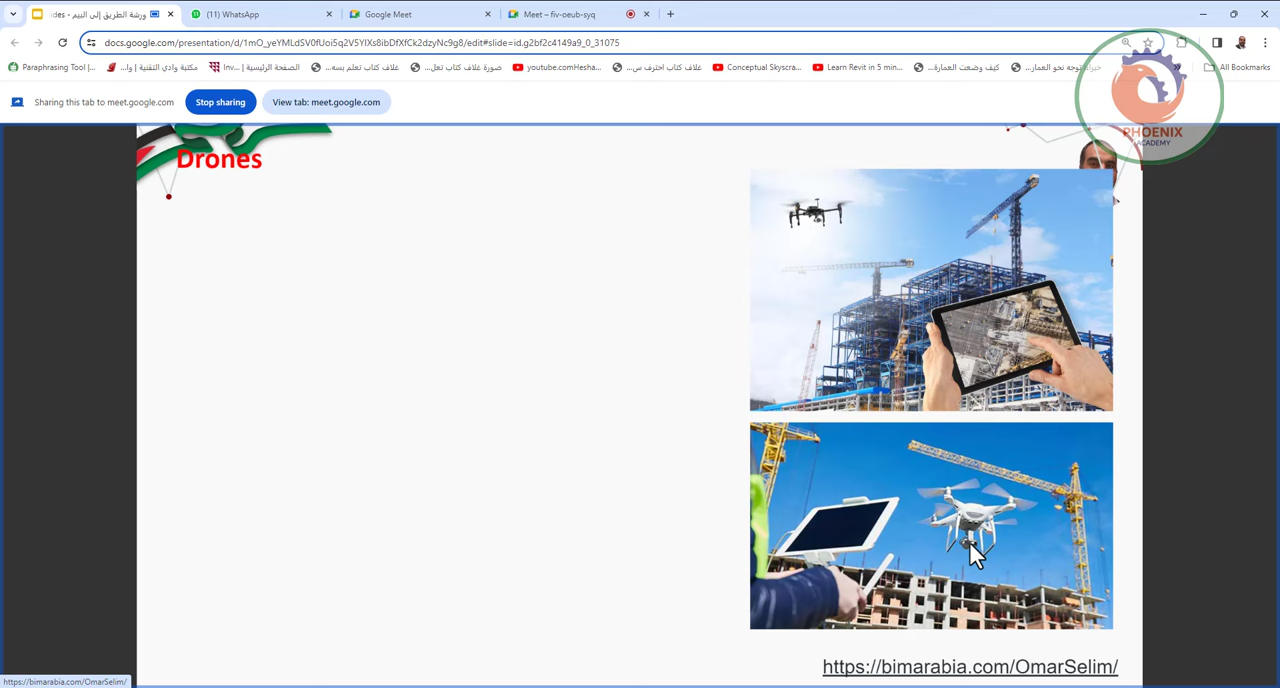 ورشة الطريق إلى البيم - ides
(11) WhatsApp
Google Meet
Meet – fiv-oeub-syq
docs.google.com/presentation/d/1mO_yeYMLdSV0fUoi5q2V5YIXs8ibDfXfCk2dzyNc9g8/edit#slide=id.g2bf2c4149a9_0_31075
Paraphrasing Tool |...
مكتبة وادي التقنية | وا...
الصفحة الرئيسية | Inv...
غلاف كتاب تعلم بسه...
صورة غلاف كتاب تعل...
youtube.comHesha...
غلاف كتاب احترف س...
Conceptual Skyscra...
Learn Revit in 5 min...
كيف وضعت العمارة...
توجه نحو العمار...
All Bookmarks
Sharing this tab to meet.google.com
Stop sharing
View tab: meet.google.com
PHOENIX
ACADEMY
Drones
https://bimarabia.com/OmarSelim/
https://bimarabia.com/OmarSelim/